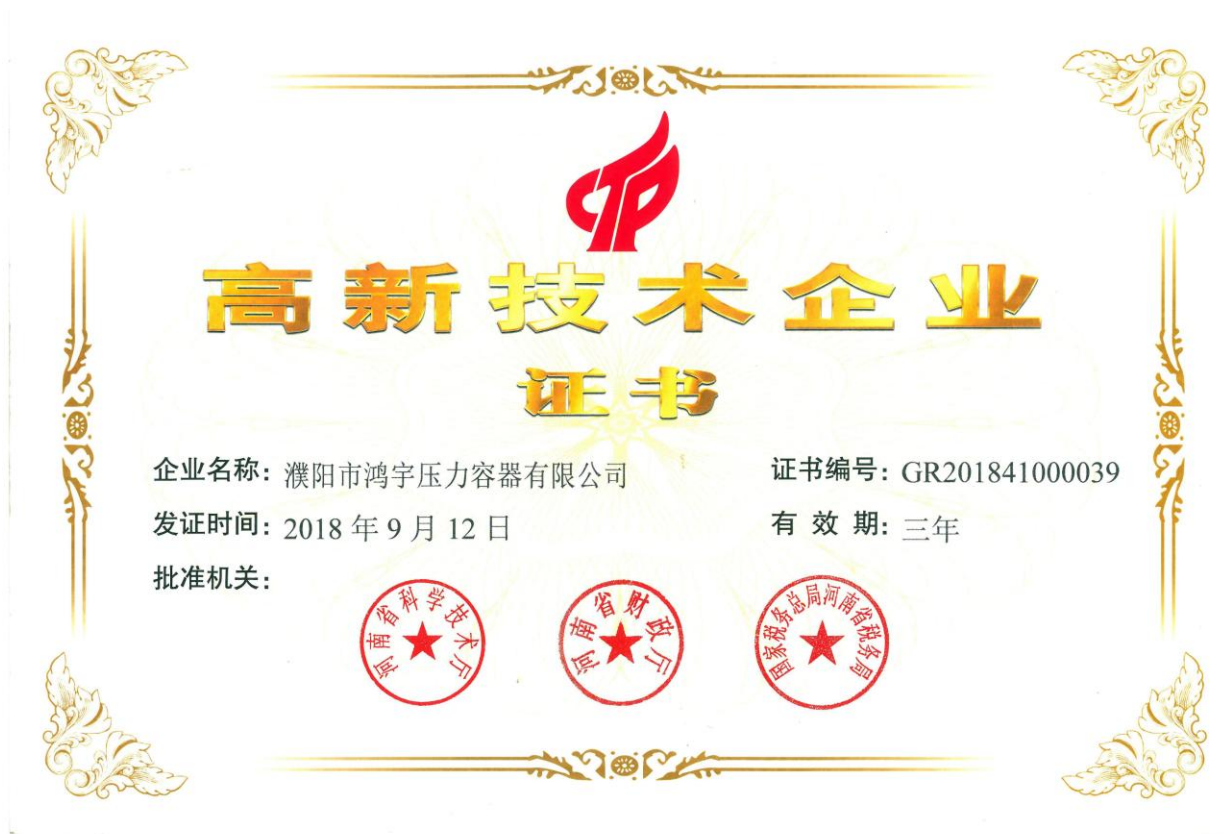 高新技术企业
证书
企业名称：濮阳市鸿宇压力容器有限公司
证书编号：GR201841000039
发证时间：2018年9月12日
有效期：三年
批准机关：
河南省科学技术厅
河南省财政厅
国家税务总局河南省税务局